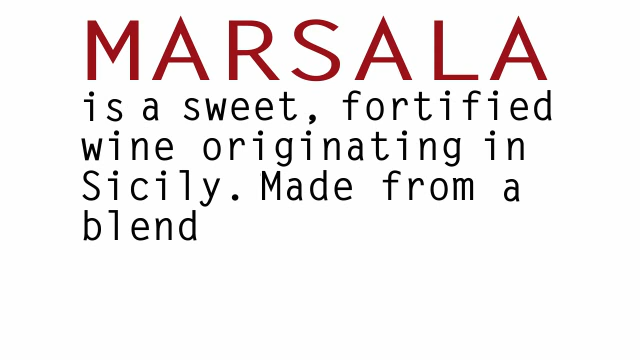 MARSALA
is a sweet, fortified
wine originating in
Sicily. Made from a
blend